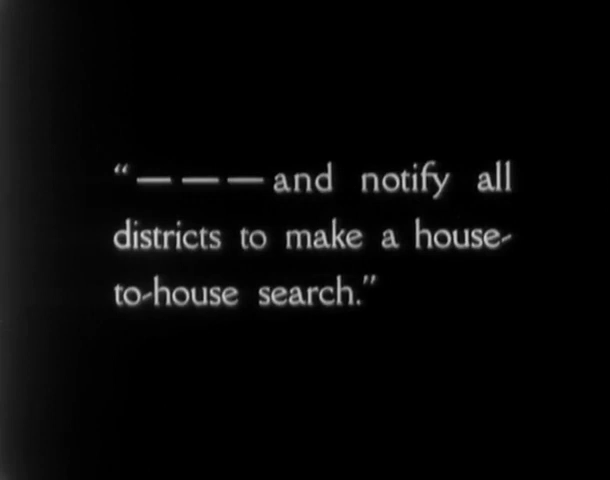 “— — — and notify all
districts to make a house-
to-house search.”